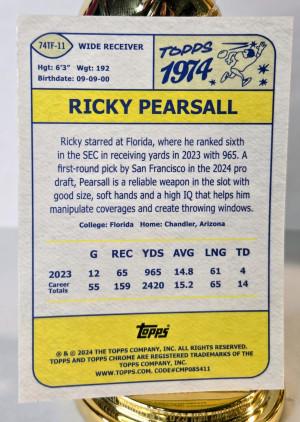 74TF-11
WIDE RECEIVER
Hgt: 6'3" Wgt: 192
Birthdate: 09-09-00
TOPPS
1974
RICKY PEARSALL
Ricky starred at Florida, where he ranked sixth
in the SEC in receiving yards in 2023 with 965. A
first-round pick by San Francisco in the 2024 pro
draft, Pearsall is a reliable weapon in the slot with
good size, soft hands and a high IQ that helps him
manipulate coverages and create throwing windows.
College: Florida Home: Chandler, Arizona
G REC YDS AVG LNG TD
2023 12 65 965 14.8 61 4
Career
Totals 55 159 2420 15.2 65 14
Topps
® & © 2024 THE TOPPS COMPANY, INC. ALL RIGHTS RESERVED.
TOPPS AND TOPPS CHROME ARE REGISTERED TRADEMARKS OF THE
TOPPS COMPANY, INC.
WWW.TOPPS.COM. CODE#CMP085411